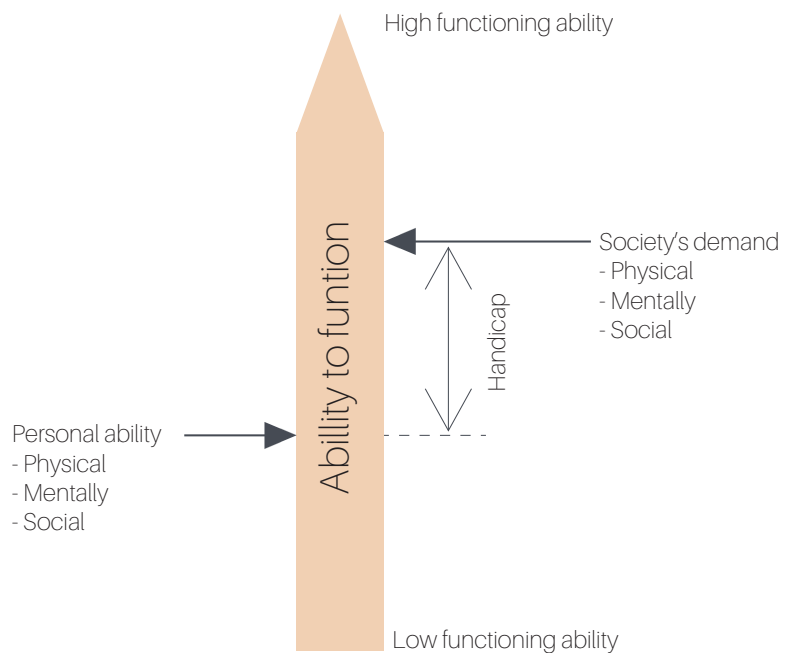 High functioning ability
Society's demand
- Physical
- Mentally
- Social
Handicap
Abillity to funtion
Personal ability
- Physical
- Mentally
- Social
Low functioning ability